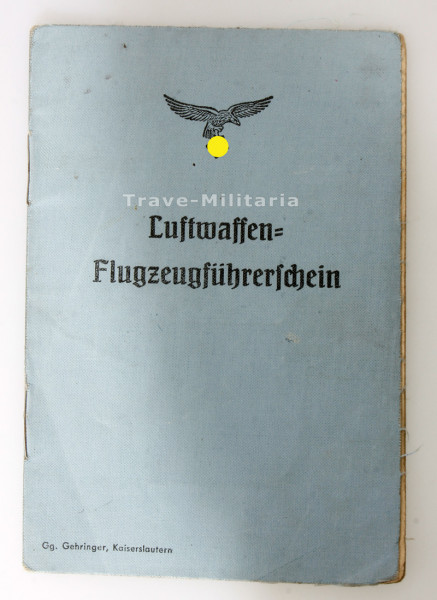 Trave-Militaria
Luftwaffen=
Flugzeugführerschein
Gg. Gehringer, Kaiserslautern